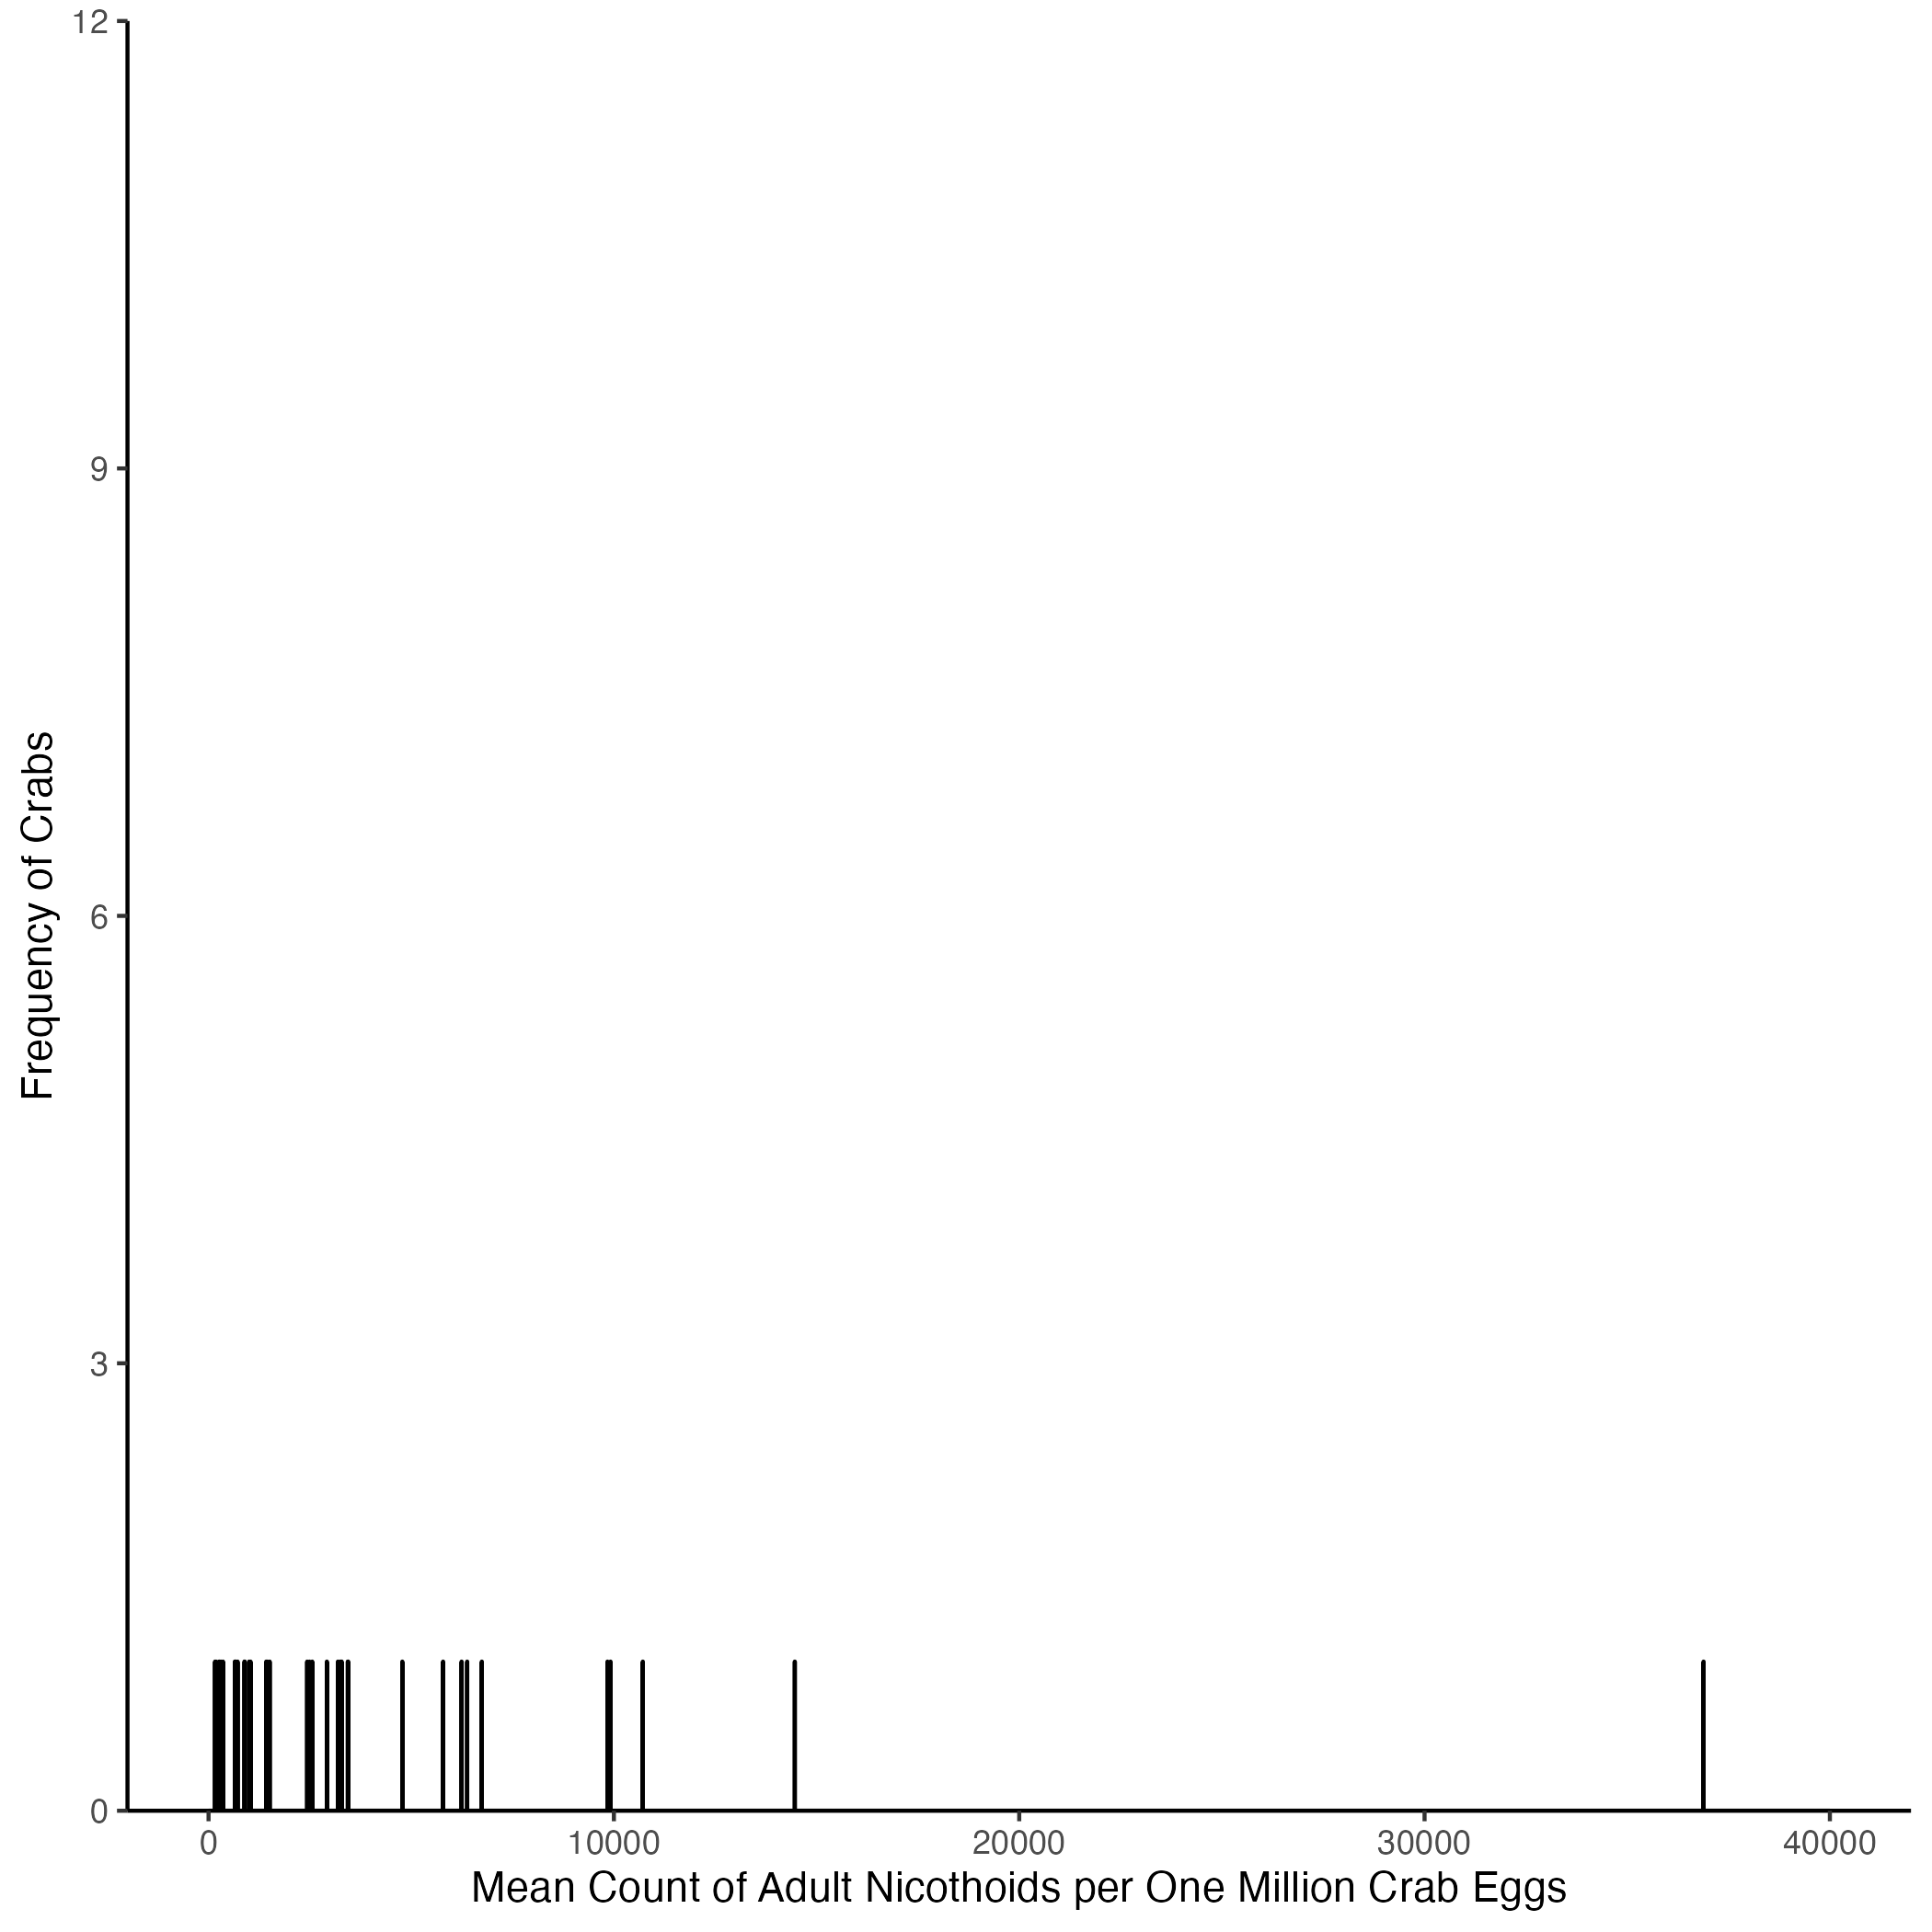 12
9
6
3
0
Frequency of Crabs
0 10000 20000 30000 40000
Mean Count of Adult Nicothoids per One Million Crab Eggs